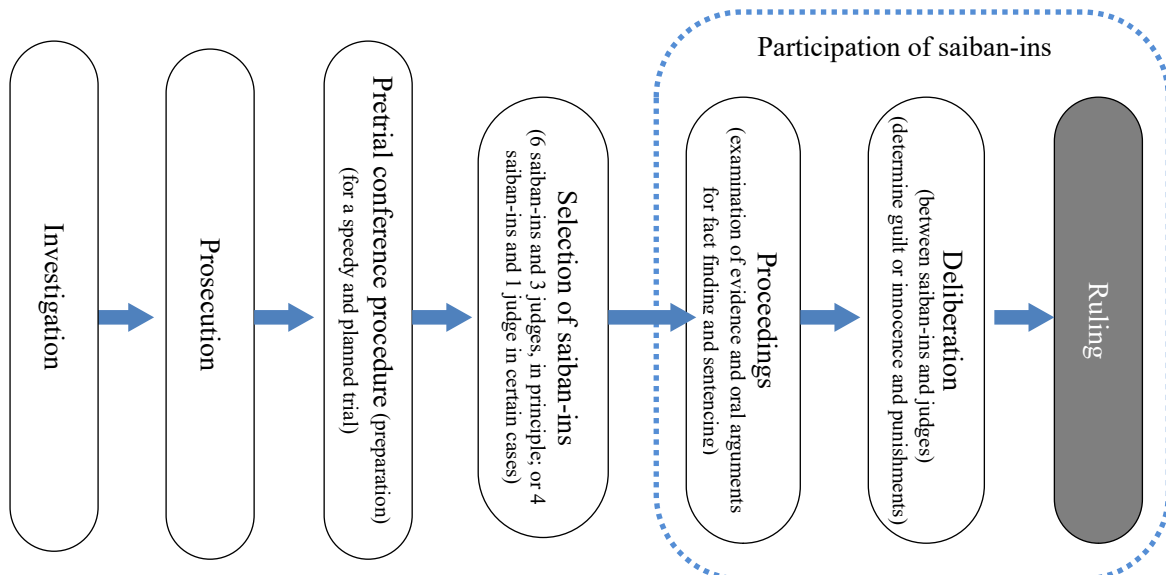 Participation of saiban-ins
Investigation
Prosecution
Pretrial conference procedure (preparation)
(for a speedy and planned trial)
Selection of saiban-ins
(6 saiban-ins and 3 judges, in principle; or 4
saiban-ins and 1 judge in certain cases)
Proceedings
(examination of evidence and oral arguments
for fact finding and sentencing)
Deliberation
(between saiban-ins and judges)
(determine guilt or innocence and punishments)
Ruling